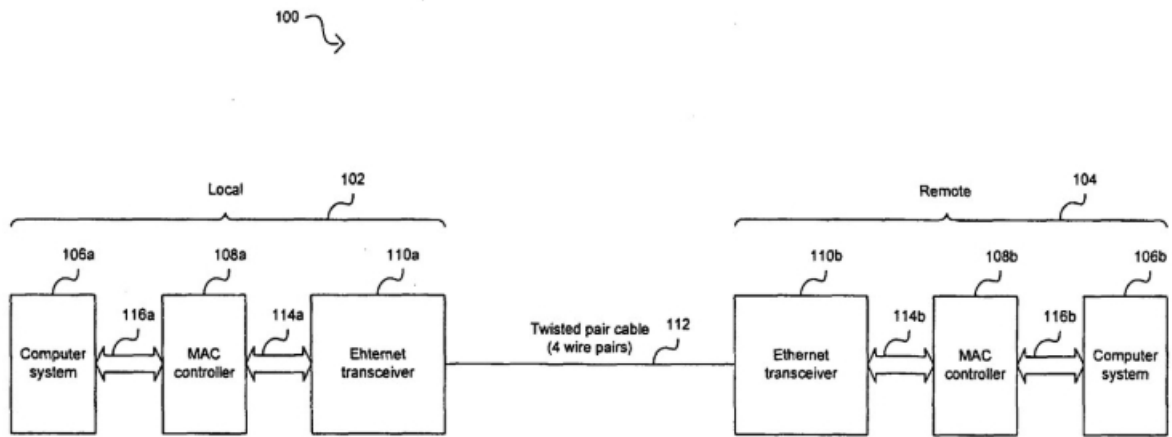 100
Local
102
Remote
104
106a
108a
110a
110b
108b
106b
116a
114a
Twisted pair cable
(4 wire pairs)
112
114b
116b
Computer
system
MAC
controller
Ehternet
transceiver
Ethernet
transceiver
MAC
controller
Computer
system